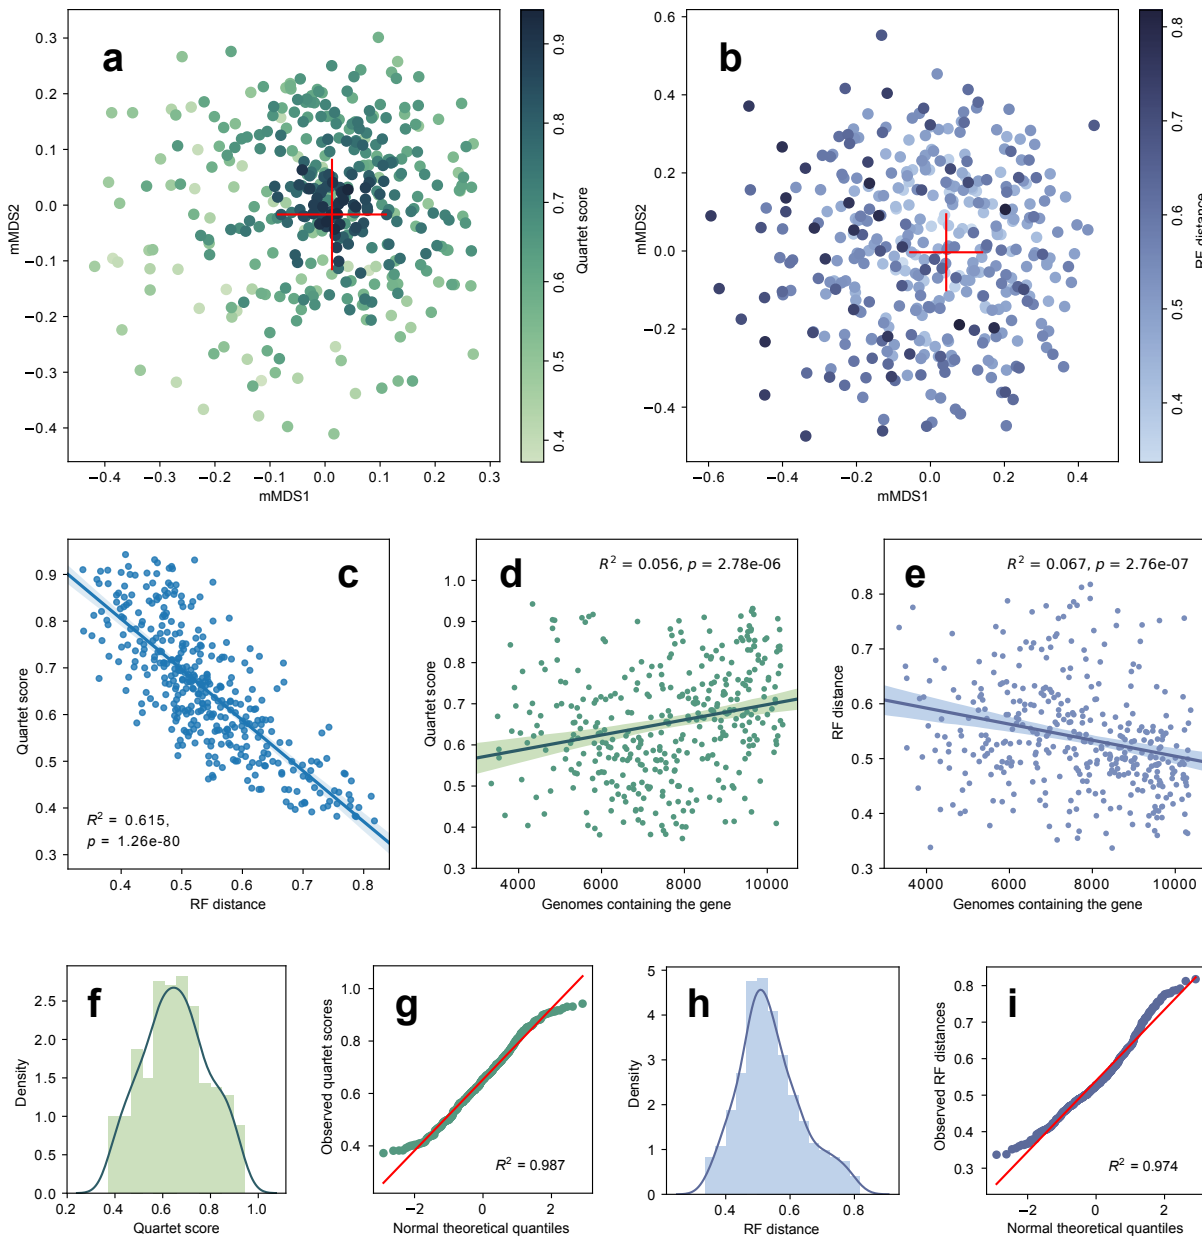 a
0.3
0.2
0.1
0.0
−0.1
−0.2
−0.3
−0.4
mMDS2
−0.4 −0.3 −0.2 −0.1 0.0 0.1 0.2 0.3
mMDS1
0.9
0.8
0.7
0.6
0.5
0.4
Quartet score
b
0.6
0.4
0.2
0.0
−0.2
−0.4
mMDS2
−0.6 −0.4 −0.2 0.0 0.2 0.4
mMDS1
0.8
0.7
0.6
0.5
0.4
RF distance
c
0.9
0.8
0.7
0.6
0.5
0.4
0.3
Quartet score
R² = 0.615,
p = 1.26e-80
0.4 0.5 0.6 0.7 0.8
RF distance
d
R² = 0.056, p = 2.78e-06
1.0
0.9
0.8
0.7
0.6
0.5
0.4
0.3
Quartet score
4000 6000 8000 10000
Genomes containing the gene
e
R² = 0.067, p = 2.76e-07
0.8
0.7
0.6
0.5
0.4
0.3
RF distance
4000 6000 8000 10000
Genomes containing the gene
f
2.5
2.0
1.5
1.0
0.5
0.0
Density
0.2 0.4 0.6 0.8 1.0
Quartet score
g
1.0
0.8
0.6
0.4
Observed quartet scores
R² = 0.987
−2 0 2
Normal theoretical quantiles
h
5
4
3
2
1
0
Density
0.4 0.6 0.8
RF distance
i
0.8
0.7
0.6
0.5
0.4
0.3
Observed RF distances
R² = 0.974
−2 0 2
Normal theoretical quantiles